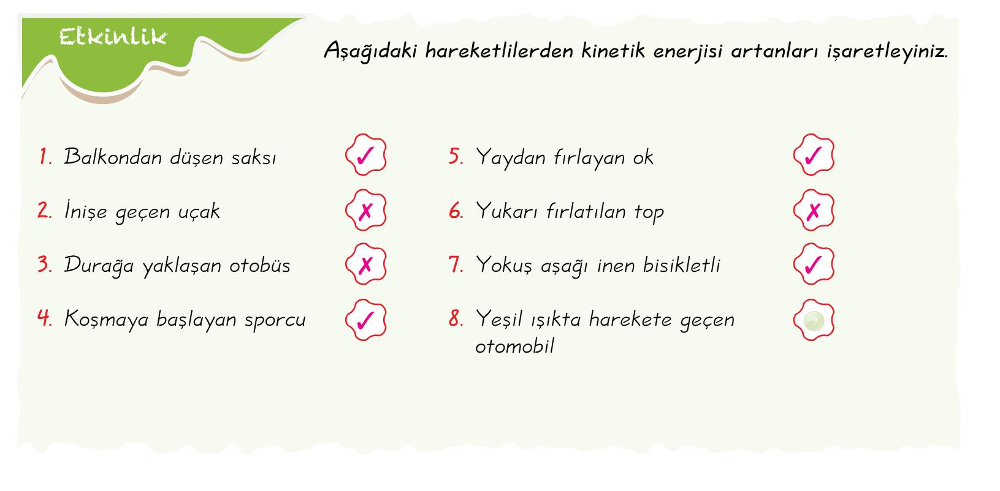 Etkinlik
Aşağıdaki hareketlilerden kinetik enerjisi artanları işaretleyiniz.
1. Balkondan düşen saksı ✓
2. İnişe geçen uçak ✗
3. Durağa yaklaşan otobüs ✗
4. Koşmaya başlayan sporcu ✓
5. Yaydan fırlayan ok ✓
6. Yukarı fırlatılan top ✗
7. Yokuş aşağı inen bisikletli ✓
8. Yeşil ışıkta harekete geçen ?
otomobil